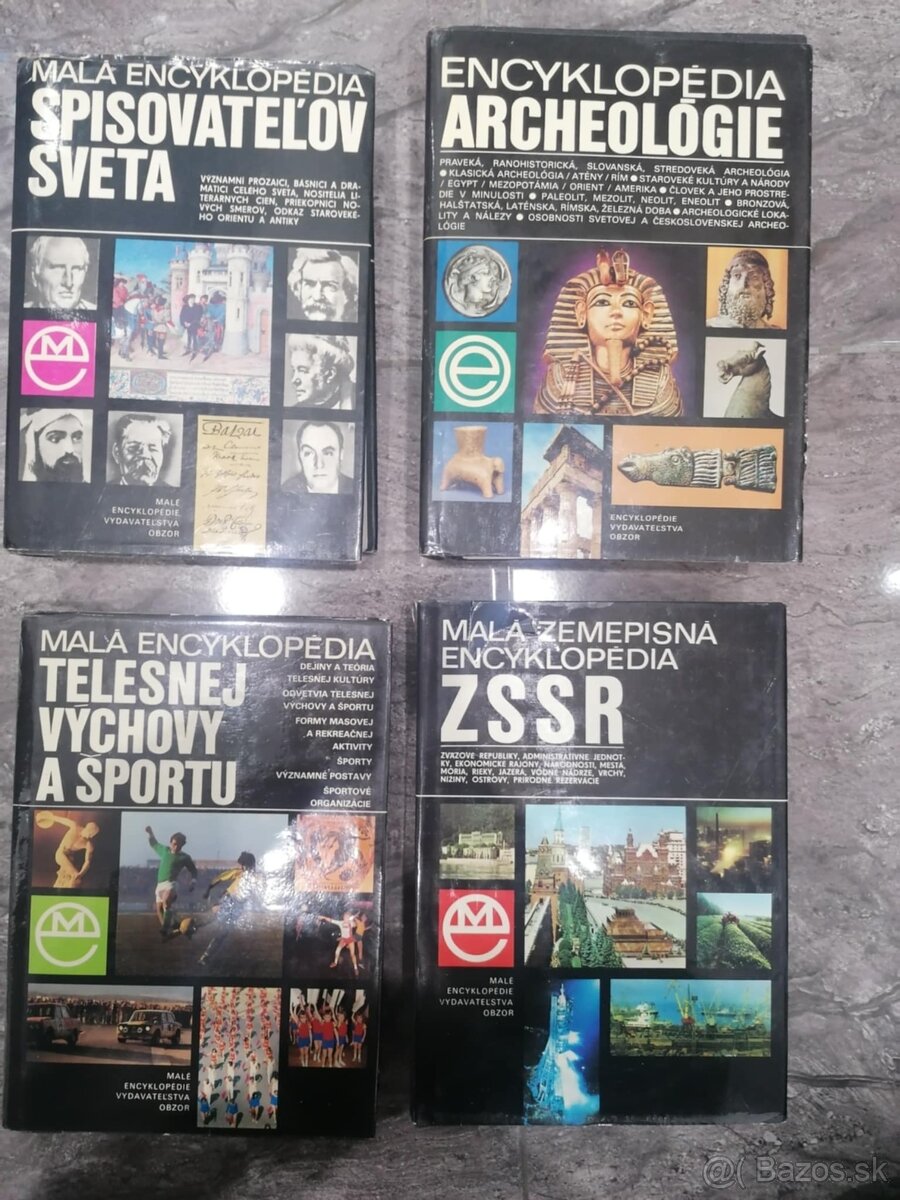 MALÁ ENCYKLOPÉDIA
SPISOVATEĽOV
SVETA
VÝZNAMNÍ PROZAICI, BÁSNICI A DRA-
MATICI CELÉHO SVETA, NOSITELIA LI-
TERÁRNYCH CIEN, PRIEKOPNÍCI NO-
VÝCH SMEROV, ODKAZ STAROVEKÉ-
HO ORIENTU A ANTIKY
Balzac
MALÉ
ENCYKLOPÉDIE
VYDAVATEĽSTVA
OBZOR
ENCYKLOPÉDIA
ARCHEOLÓGIE
PRAVEKÁ, RANOHISTORICKÁ, SLOVANSKÁ, STREDOVEKÁ ARCHEOLÓGIA
● KLASICKÁ ARCHEOLÓGIA / ATÉNY / RÍM ● STAROVEKÉ KULTÚRY A NÁRODY
/ EGYPT / MEZOPOTÁMIA / ORIENT / AMERIKA ● ČLOVEK A JEHO PROSTRE-
DIE V MINULOSTI ● PALEOLIT, MEZOLIT, NEOLIT, ENEOLIT ● BRONZOVÁ,
HALŠTATSKÁ, LATÉNSKA, RÍMSKA, ŽELEZNÁ DOBA ● ARCHEOLOGICKÉ LOKA-
LITY A NÁLEZY ● OSOBNOSTI SVETOVEJ A ČESKOSLOVENSKEJ ARCHEO-
LÓGIE
e
ENCYKLOPÉDIE
VYDAVATEĽSTVA
OBZOR
MALÁ ENCYKLOPÉDIA
TELESNEJ
VÝCHOVY
A ŠPORTU
DEJINY A TEÓRIA
TELESNEJ KULTÚRY
ODVETVIA TELESNEJ
VÝCHOVY A ŠPORTU
FORMY MASOVEJ
A REKREAČNEJ
AKTIVITY
ŠPORTY
VÝZNAMNÉ POSTAVY
ŠPORTOVÉ
ORGANIZÁCIE
MALÉ
ENCYKLOPÉDIE
VYDAVATEĽSTVA
OBZOR
MALÁ ZEMEPISNÁ
ENCYKLOPÉDIA
ZSSR
ZVÄZOVÉ REPUBLIKY, ADMINISTRATÍVNE JEDNOT-
KY, EKONOMICKÉ RAJÓNY, NÁRODNOSTI, MESTÁ,
MORIA, RIEKY, JAZERÁ, VODNÉ NÁDRŽE, VRCHY,
NÍŽINY, OSTROVY, PRÍRODNÉ REZERVÁCIE
MALÉ
ENCYKLOPÉDIE
VYDAVATEĽSTVA
OBZOR
@( Bazos.sk